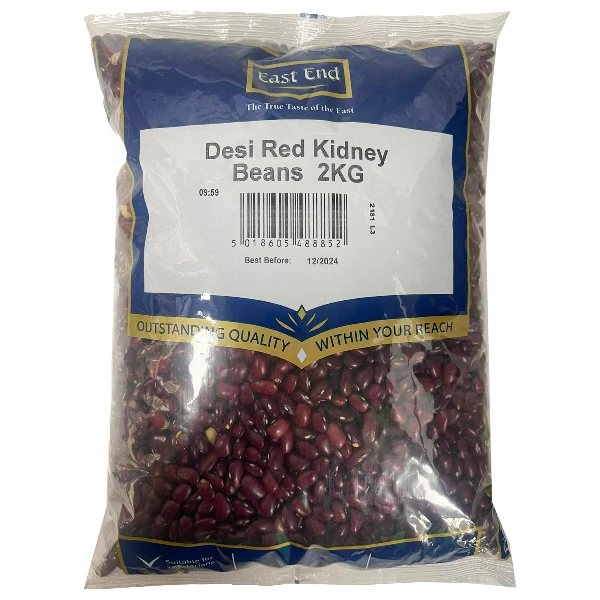 East End
The True Taste of the East
Desi Red Kidney
Beans 2KG
09:59
2181 L3
5 018605 488852
Best Before: 12/2024
OUTSTANDING QUALITY WITHIN YOUR REACH
Suitable for
Vegetarians